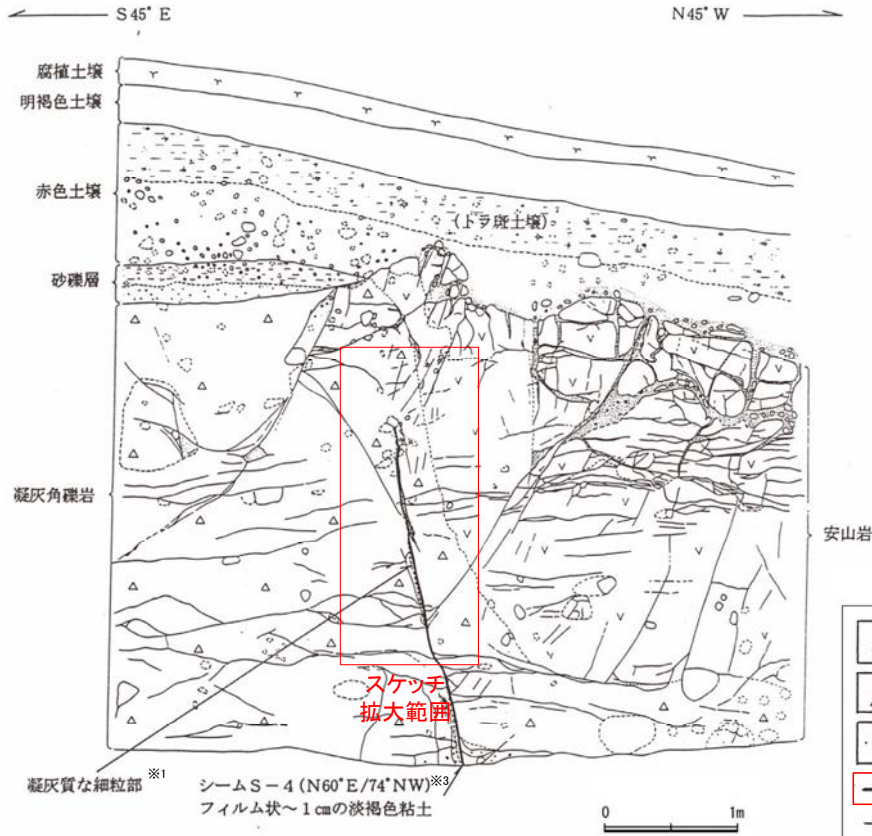 S45°E
N45°W
腐植土壌
明褐色土壌
赤色土壌
(トラ斑土壌)
砂礫層
凝灰角礫岩
安山岩
スケッチ
拡大範囲
凝灰質な細粒部 ※1
シームS-4 (N60°E/74°NW)※3
フィルム状~1㎝の淡褐色粘土
0 1m